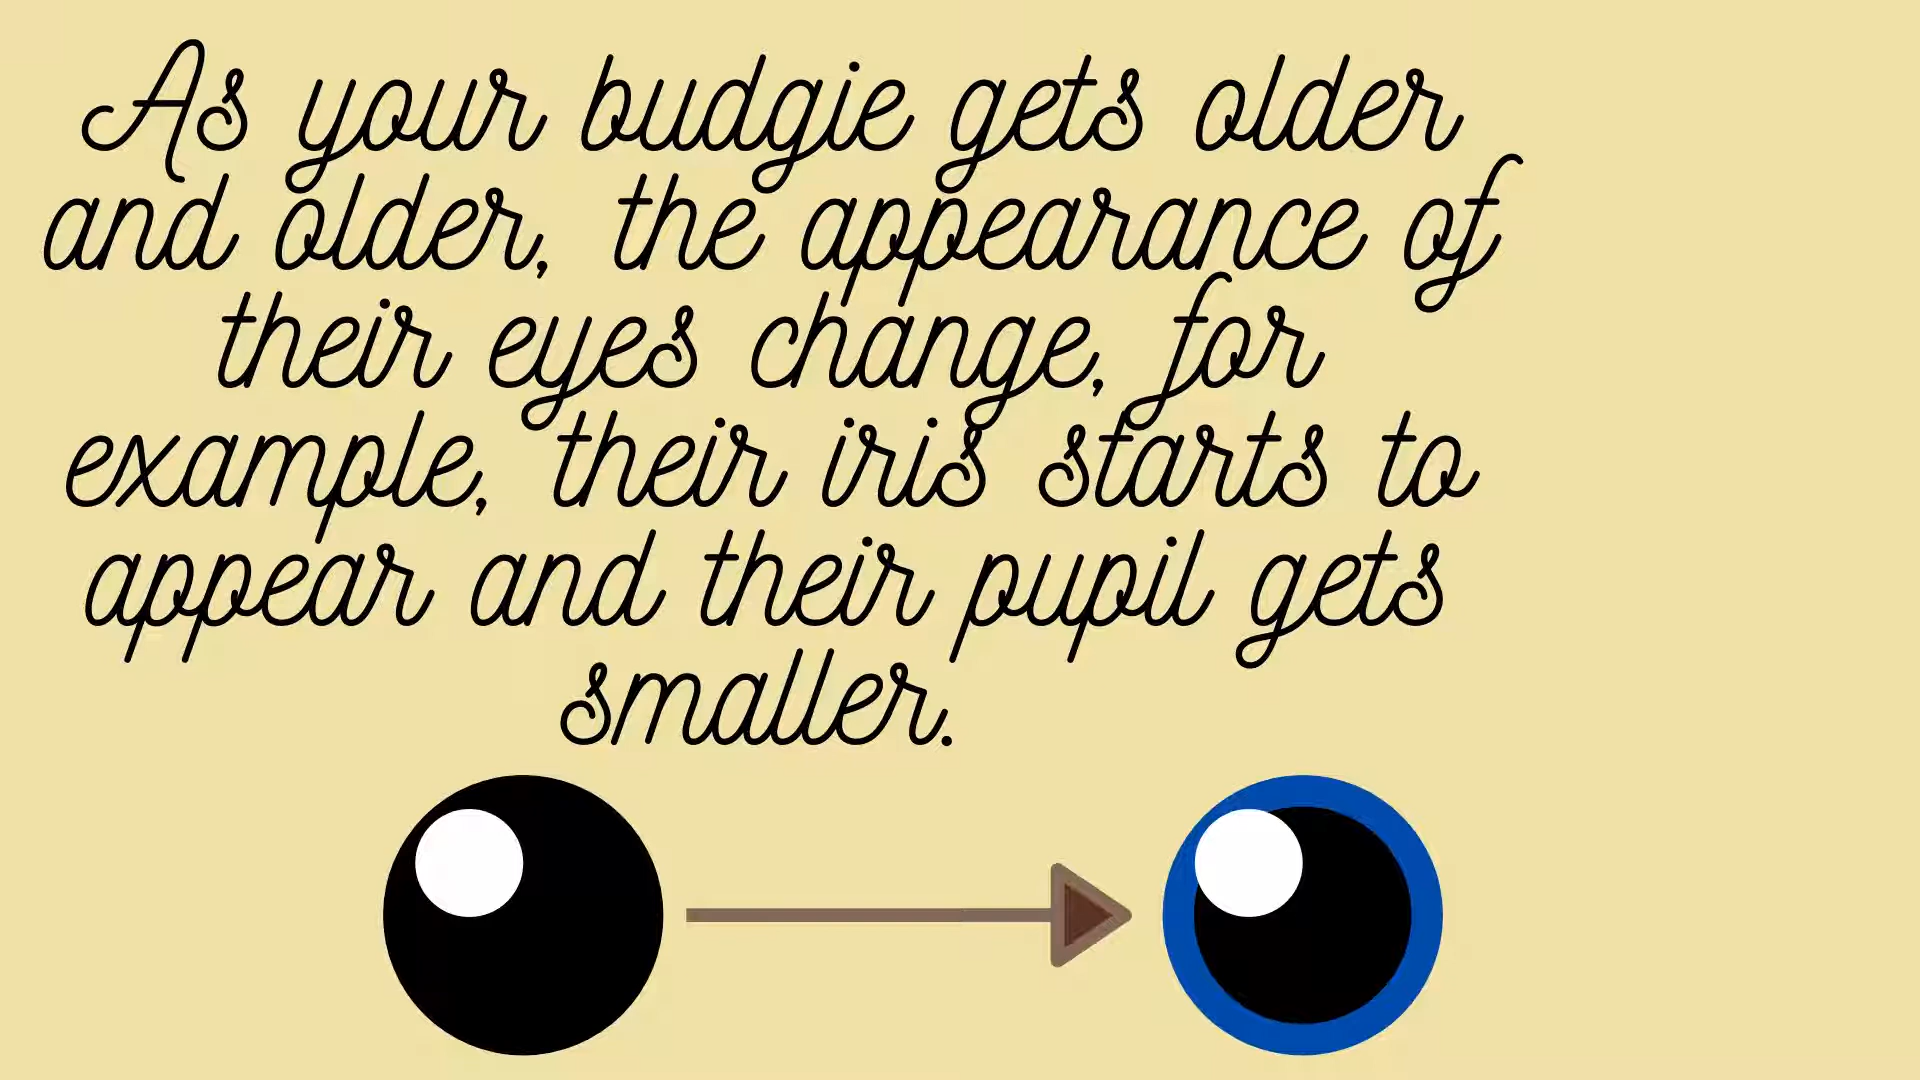 As your budgie gets older
and older, the appearance of
their eyes change, for
example, their iris starts to
appear and their pupil gets
smaller.